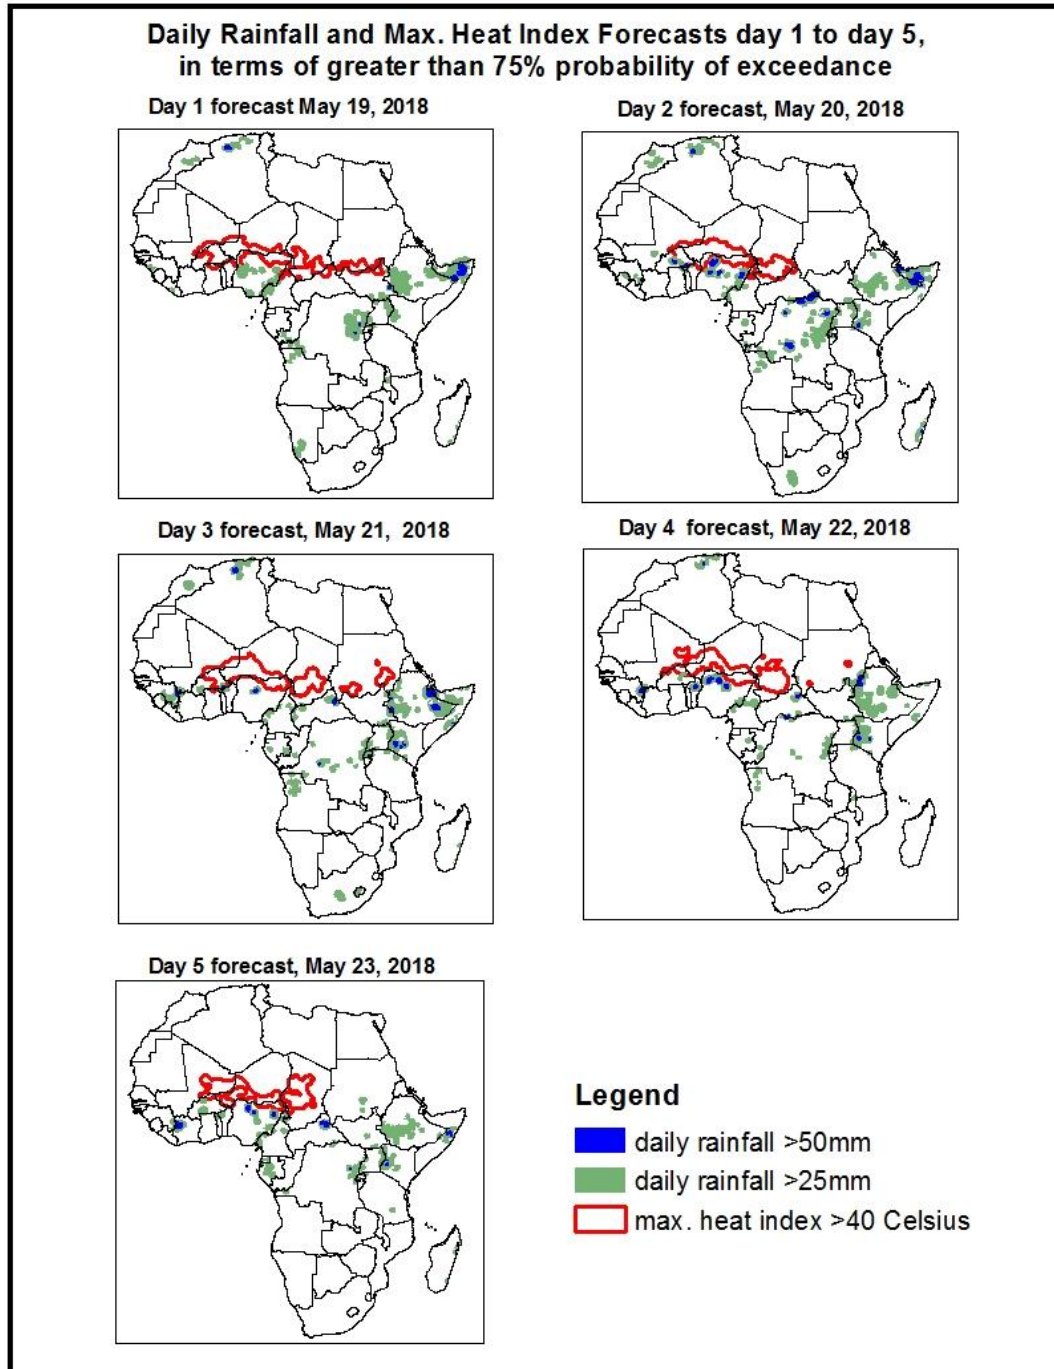 Daily Rainfall and Max. Heat Index Forecasts day 1 to day 5,
in terms of greater than 75% probability of exceedance
Day 1 forecast May 19, 2018
Day 2 forecast, May 20, 2018
Day 3 forecast, May 21, 2018
Day 4 forecast, May 22, 2018
Day 5 forecast, May 23, 2018
Legend
daily rainfall >50mm
daily rainfall >25mm
max. heat index >40 Celsius